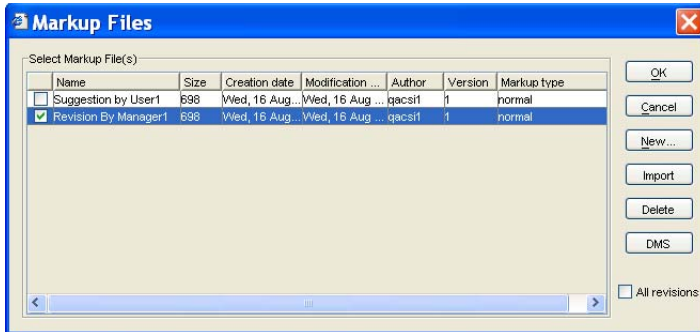 Markup Files
Select Markup File(s)
Name Size Creation date Modification ... Author Version Markup type
Suggestion by User1 698 Wed, 16 Aug... Wed, 16 Aug ... qacsi1 1 normal
Revision By Manager1 698 Wed, 16 Aug... Wed, 16 Aug ... qacsi1 1 normal
OK
Cancel
New...
Import
Delete
DMS
All revisions